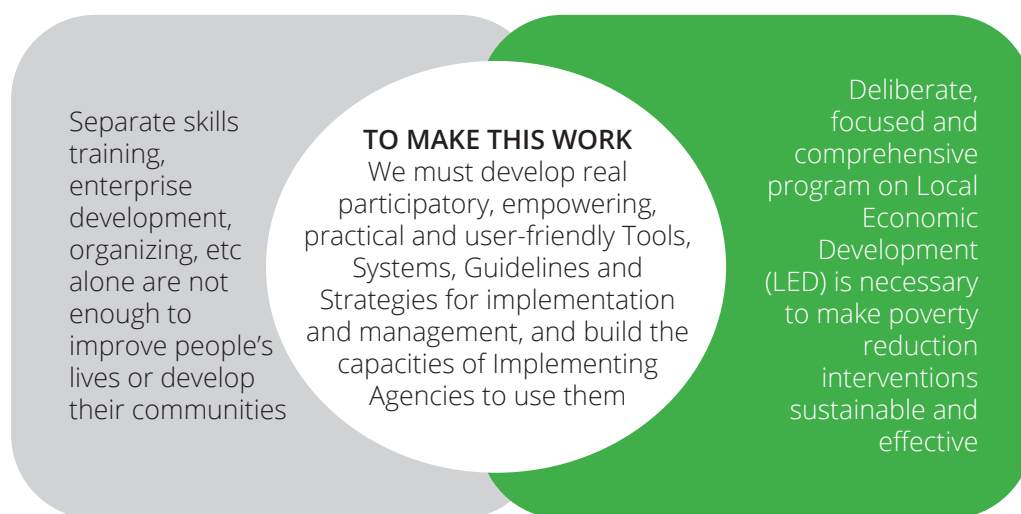 Separate skills
training,
enterprise
development,
organizing, etc
alone are not
enough to
improve people’s
lives or develop
their communities
TO MAKE THIS WORK
We must develop real
participatory, empowering,
practical and user-friendly Tools,
Systems, Guidelines and
Strategies for implementation
and management, and build the
capacities of Implementing
Agencies to use them
Deliberate,
focused and
comprehensive
program on Local
Economic
Development
(LED) is necessary
to make poverty
reduction
interventions
sustainable and
effective